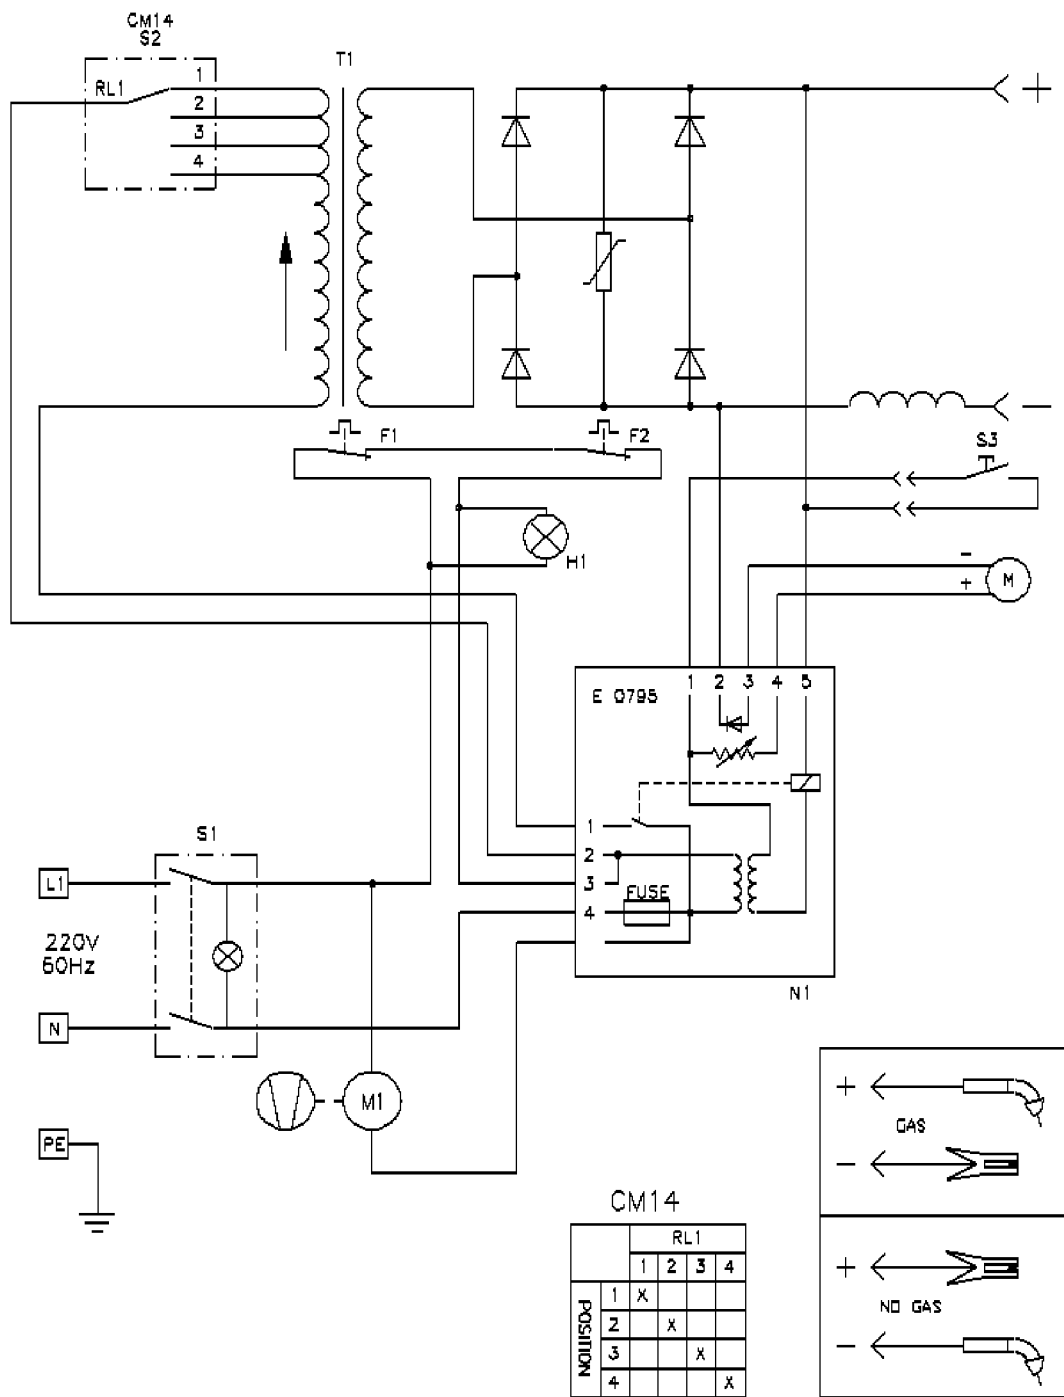 CM14
S2
T1
RL1
1
2
3
4
+
F1
F2
S3
−
H1
−
+
M
1 2 3 4 5
E 0795
S1
1
2
3
FUSE
4
L1
220V
60Hz
N
N1
M1
PE
+
GAS
−
CM14
RL1
1 2 3 4
POSITION
1 X
2 X
3 X
4 X
+
NO GAS
−